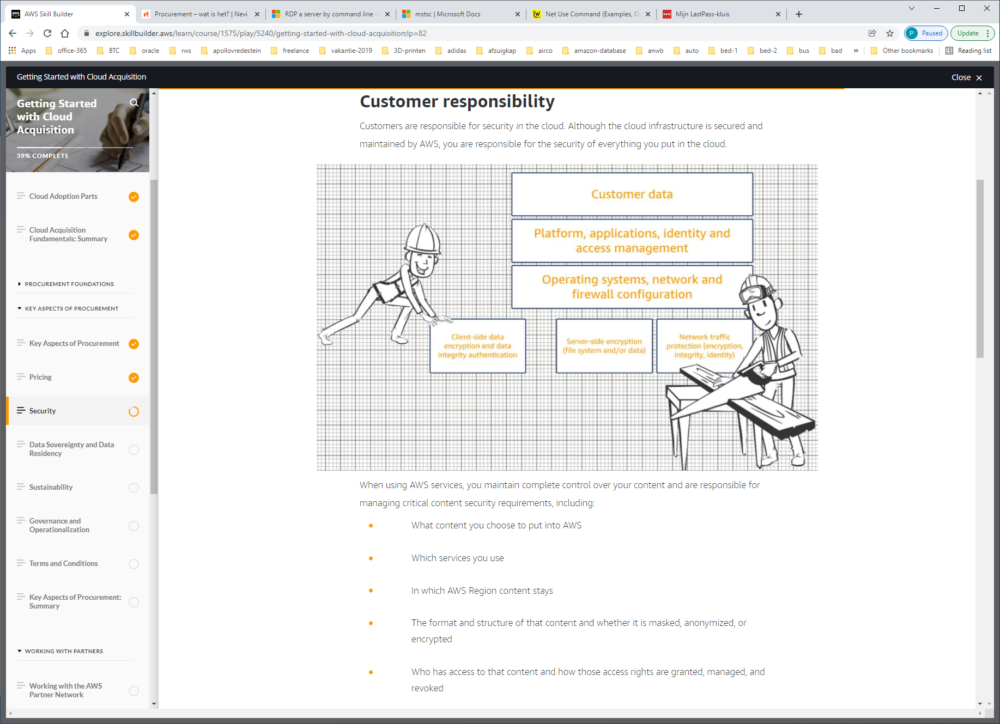 AWS Skill Builder
Procurement – wat is het? | Nevi
RDP a server by command line -
mstsc | Microsoft Docs
Net Use Command (Examples, O
Mijn LastPass-kluis
explore.skillbuilder.aws/learn/course/1575/play/5240/getting-started-with-cloud-acquisition;lp=82
P Paused
Update
Apps
office-365
BTC
oracle
rws
apollovredestein
freelance
vakantie-2019
3D-printen
adidas
afzuigkap
airco
amazon-database
anwb
auto
bed-1
bed-2
bus
bad
»
Other bookmarks
Reading list
Getting Started with Cloud Acquisition
Close
Getting Started
with Cloud
Acquisition
39% COMPLETE
Cloud Adoption Parts
Cloud Acquisition
Fundamentals: Summary
PROCUREMENT FOUNDATIONS
KEY ASPECTS OF PROCUREMENT
Key Aspects of Procurement
Pricing
Security
Data Sovereignty and Data
Residency
Sustainability
Governance and
Operationalization
Terms and Conditions
Key Aspects of Procurement:
Summary
WORKING WITH PARTNERS
Working with the AWS
Partner Network
Customer responsibility
Customers are responsible for security in the cloud. Although the cloud infrastructure is secured and
maintained by AWS, you are responsible for the security of everything you put in the cloud.
Customer data
Platform, applications, identity and
access management
Operating systems, network and
firewall configuration
Client-side data
encryption and data
integrity authentication
Server-side encryption
(file system and/or data)
Network traffic
protection (encryption,
integrity, identity)
When using AWS services, you maintain complete control over your content and are responsible for
managing critical content security requirements, including:
• What content you choose to put into AWS
• Which services you use
• In which AWS Region content stays
• The format and structure of that content and whether it is masked, anonymized, or
encrypted
• Who has access to that content and how those access rights are granted, managed, and
revoked